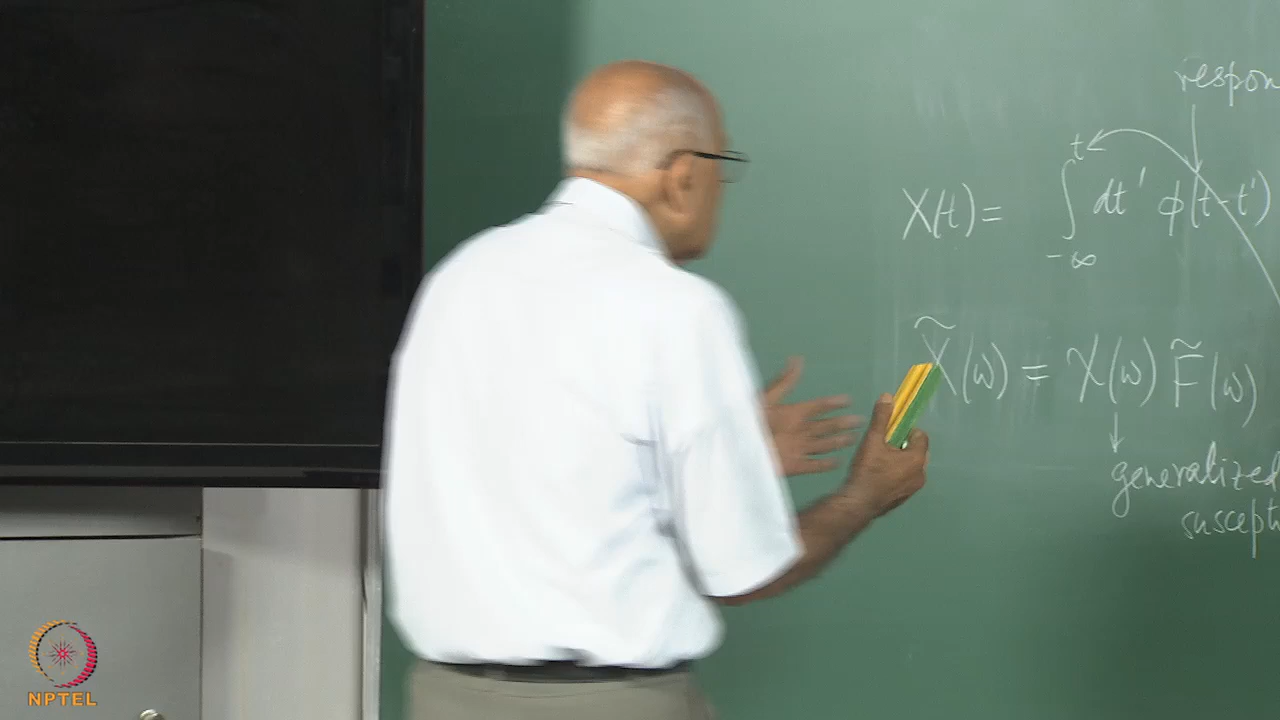 respon
X(t) = ∫_{-∞}^{t} dt' φ(t-t')
X̃(ω) = χ(ω) F̃(ω)
generalized
suscept
NPTEL